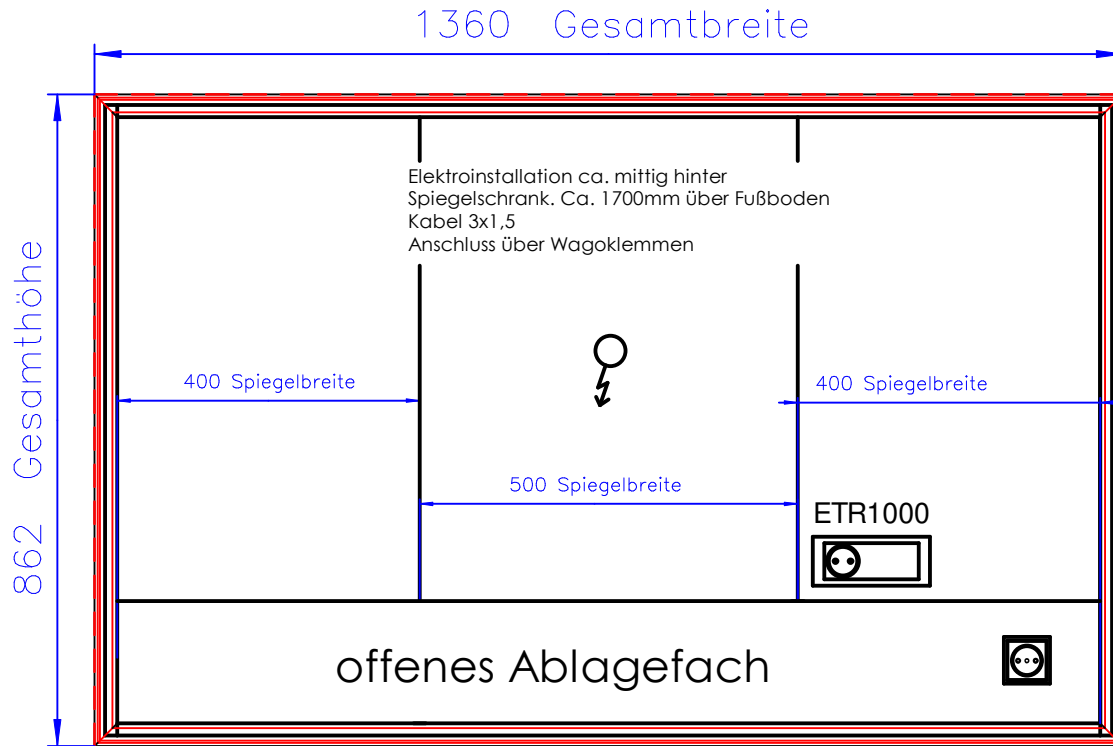 1360 Gesamtbreite
862 Gesamthöhe
Elektroinstallation ca. mittig hinter
Spiegelschrank. Ca. 1700mm über Fußboden
Kabel 3x1,5
Anschluss über Wagoklemmen
400 Spiegelbreite
400 Spiegelbreite
500 Spiegelbreite
ETR1000
offenes Ablagefach